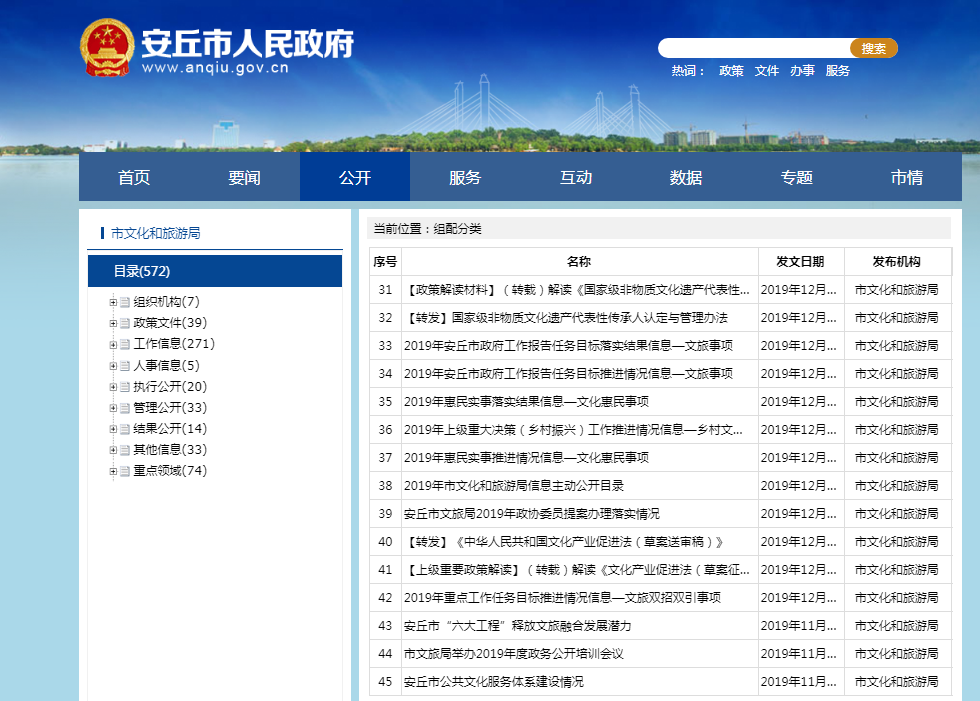 安丘市人民政府
www.anqiu.gov.cn
搜索
热词： 政策 文件 办事 服务
首页 要闻 公开 服务 互动 数据 专题 市情
市文化和旅游局
目录(572)
组织机构(7)
政策文件(39)
工作信息(271)
人事信息(5)
执行公开(20)
管理公开(33)
结果公开(14)
其他信息(33)
重点领域(74)
当前位置：组配分类
序号 名称 发文日期 发布机构
31 【政策解读材料】（转载）解读《国家级非物质文化遗产代表性... 2019年12月... 市文化和旅游局
32 【转发】国家级非物质文化遗产代表性传承人认定与管理办法 2019年12月... 市文化和旅游局
33 2019年安丘市政府工作报告任务目标落实结果信息—文旅事项 2019年12月... 市文化和旅游局
34 2019年安丘市政府工作报告任务目标推进情况信息—文旅事项 2019年12月... 市文化和旅游局
35 2019年惠民实事落实结果信息—文化惠民事项 2019年12月... 市文化和旅游局
36 2019年上级重大决策（乡村振兴）工作推进情况信息—乡村文... 2019年12月... 市文化和旅游局
37 2019年惠民实事推进情况信息—文化惠民事项 2019年12月... 市文化和旅游局
38 2019年市文化和旅游局信息主动公开目录 2019年12月... 市文化和旅游局
39 安丘市文旅局2019年政协委员提案办理落实情况 2019年12月... 市文化和旅游局
40 【转发】《中华人民共和国文化产业促进法（草案送审稿）》 2019年12月... 市文化和旅游局
41 【上级重要政策解读】（转载）解读《文化产业促进法（草案征... 2019年12月... 市文化和旅游局
42 2019年重点工作任务目标推进情况信息—文旅双招双引事项 2019年12月... 市文化和旅游局
43 安丘市“六大工程”释放文旅融合发展潜力 2019年11月... 市文化和旅游局
44 市文旅局举办2019年度政务公开培训会议 2019年11月... 市文化和旅游局
45 安丘市公共文化服务体系建设情况 2019年11月... 市文化和旅游局